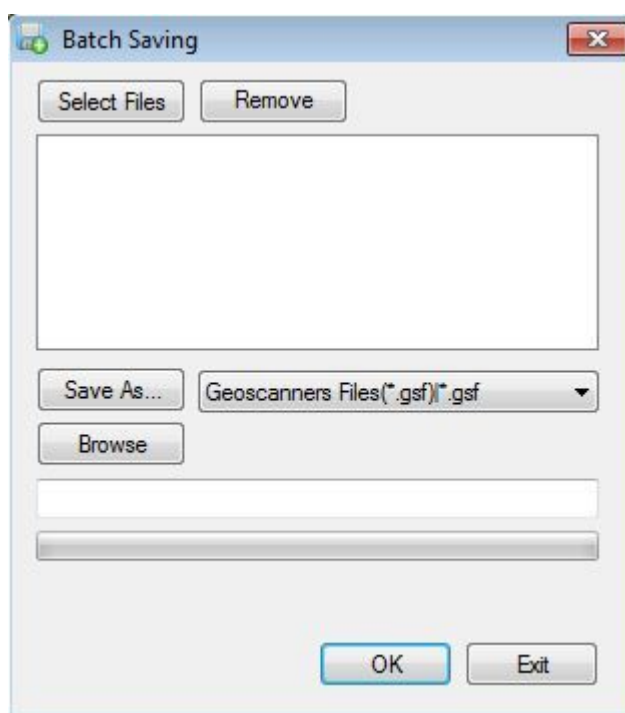 Batch Saving
Select Files
Remove
Save As...
Geoscanners Files(*.gsf)|*.gsf
Browse
OK
Exit